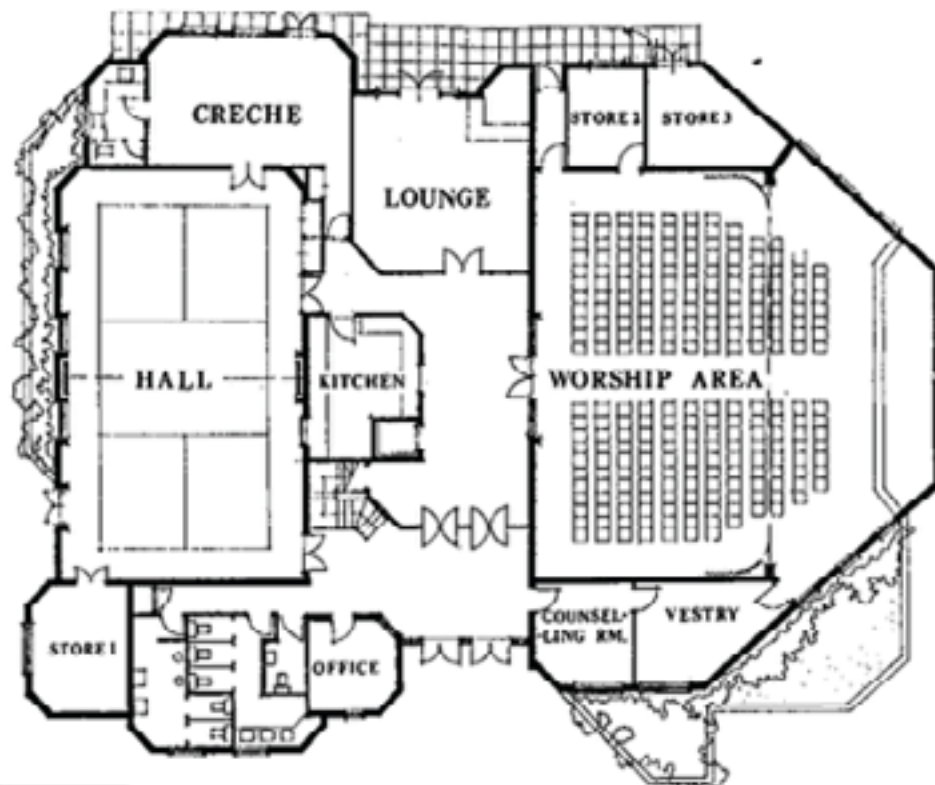 CRECHE
STORE 2
STORE 3
LOUNGE
HALL
KITCHEN
WORSHIP AREA
STORE 1
OFFICE
COUNSEL-
-LING RM.
VESTRY